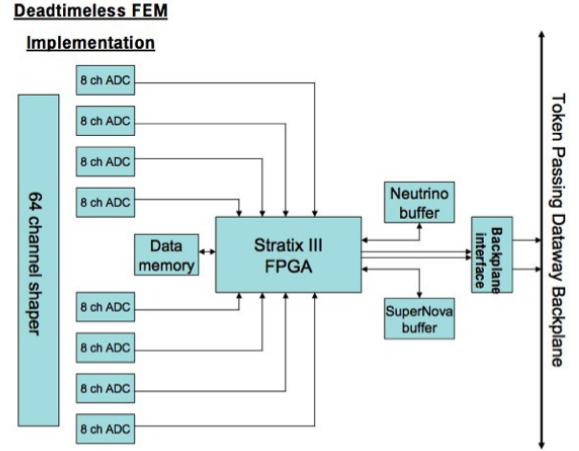 Deadtimeless FEM
Implementation
64 channel shaper
8 ch ADC
8 ch ADC
8 ch ADC
8 ch ADC
Data
memory
Stratix III
FPGA
Neutrino
buffer
Backplane
interface
SuperNova
buffer
8 ch ADC
8 ch ADC
8 ch ADC
8 ch ADC
Token Passing Dataway Backplane